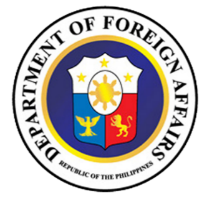 DEPARTMENT OF FOREIGN AFFAIRS
REPUBLIC OF THE PHILIPPINES